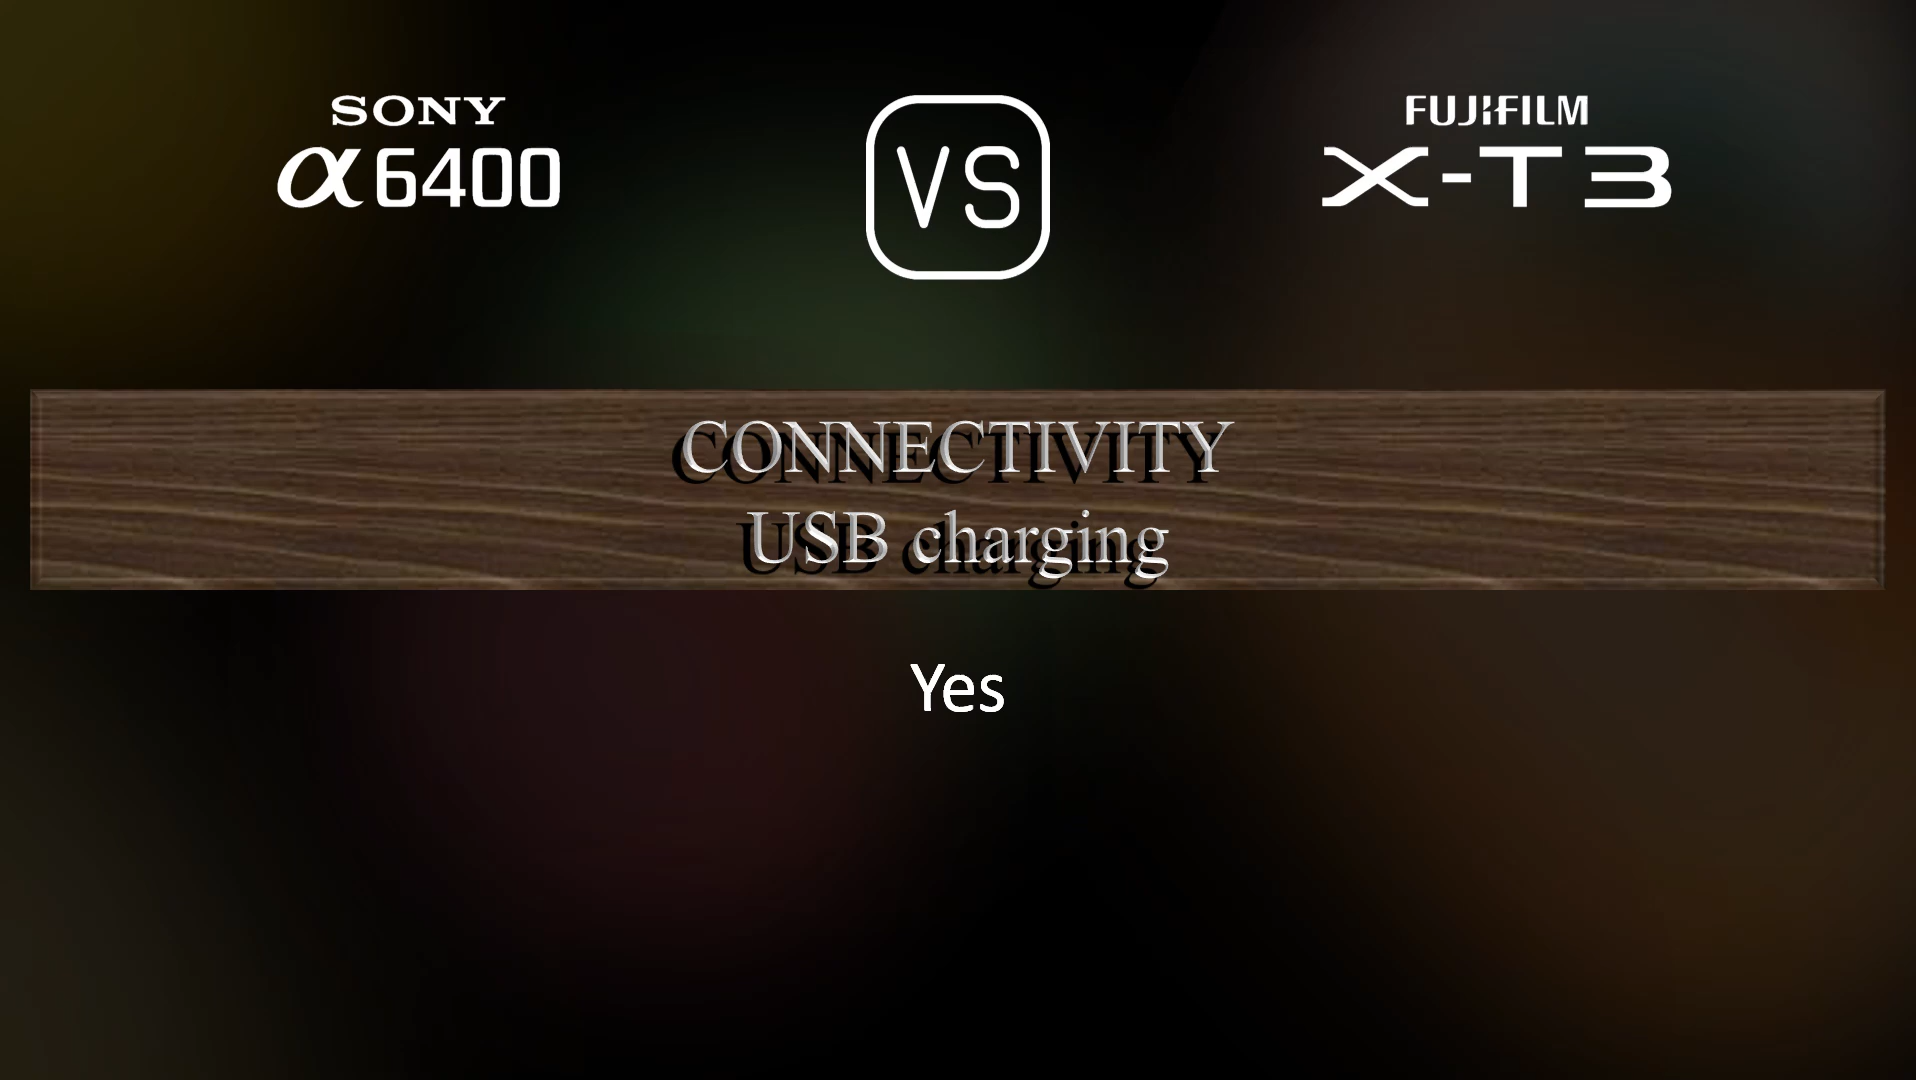 SONY
α6400
VS
FUJIFILM
X-T3
CONNECTIVITY
USB charging
Yes